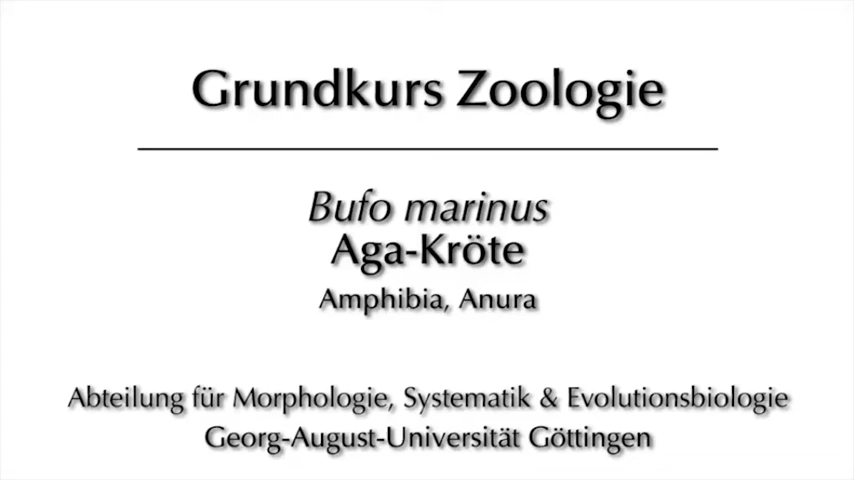 Grundkurs Zoologie
Bufo marinus
Aga-Kröte
Amphibia, Anura
Abteilung für Morphologie, Systematik & Evolutionsbiologie
Georg-August-Universität Göttingen